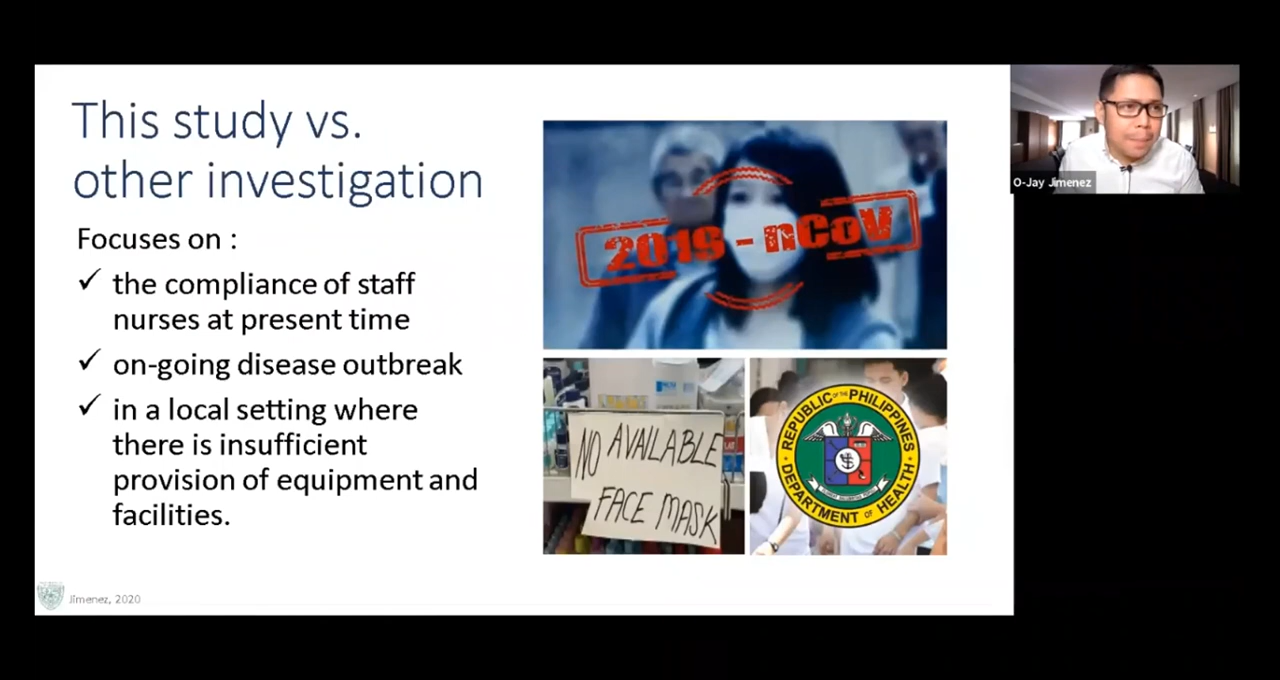 This study vs.
other investigation
Focuses on :
✓ the compliance of staff
nurses at present time
✓ on-going disease outbreak
✓ in a local setting where
there is insufficient
provision of equipment and
facilities.
2019 - nCoV
NO AVAILABLE
FACE MASK
REPUBLIC OF THE PHILIPPINES
DEPARTMENT OF HEALTH
O-Jay Jimenez
Jimenez, 2020